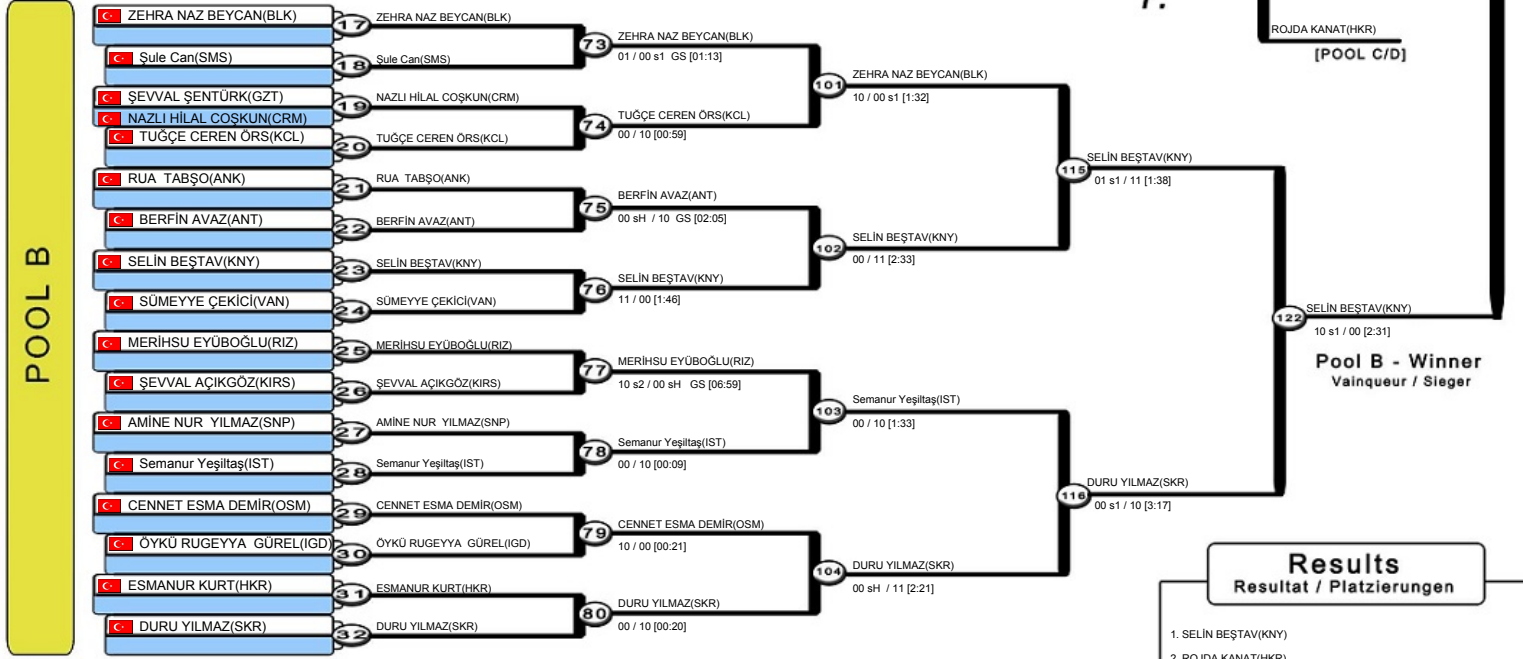 POOL B
ZEHRA NAZ BEYCAN(BLK)
Şule Can(SMS)
ŞEVVAL ŞENTÜRK(GZT)
NAZLI HİLAL COŞKUN(CRM)
TUĞÇE CEREN ÖRS(KCL)
RUA  TABŞO(ANK)
BERFİN AVAZ(ANT)
SELİN BEŞTAV(KNY)
SÜMEYYE ÇEKİCİ(VAN)
MERİHSU EYÜBOĞLU(RIZ)
ŞEVVAL AÇIKGÖZ(KIRS)
AMİNE NUR  YILMAZ(SNP)
Semanur Yeşiltaş(IST)
CENNET ESMA DEMİR(OSM)
ÖYKÜ RUGEYYA  GÜREL(IGD)
ESMANUR KURT(HKR)
DURU YILMAZ(SKR)
17 ZEHRA NAZ BEYCAN(BLK)
18 Şule Can(SMS)
19 NAZLI HİLAL COŞKUN(CRM)
20 TUĞÇE CEREN ÖRS(KCL)
21 RUA  TABŞO(ANK)
22 BERFİN AVAZ(ANT)
23 SELİN BEŞTAV(KNY)
24 SÜMEYYE ÇEKİCİ(VAN)
25 MERİHSU EYÜBOĞLU(RIZ)
26 ŞEVVAL AÇIKGÖZ(KIRS)
27 AMİNE NUR  YILMAZ(SNP)
28 Semanur Yeşiltaş(IST)
29 CENNET ESMA DEMİR(OSM)
30 ÖYKÜ RUGEYYA  GÜREL(IGD)
31 ESMANUR KURT(HKR)
32 DURU YILMAZ(SKR)
73 ZEHRA NAZ BEYCAN(BLK)
01 / 00 s1  GS [01:13]
74 TUĞÇE CEREN ÖRS(KCL)
00 / 10 [00:59]
75 BERFİN AVAZ(ANT)
00 sH  / 10  GS [02:05]
76 SELİN BEŞTAV(KNY)
11 / 00 [1:46]
77 MERİHSU EYÜBOĞLU(RIZ)
10 s2 / 00 sH   GS [06:59]
78 Semanur Yeşiltaş(IST)
00 / 10 [00:09]
79 CENNET ESMA DEMİR(OSM)
10 / 00 [00:21]
80 DURU YILMAZ(SKR)
00 / 10 [00:20]
101 ZEHRA NAZ BEYCAN(BLK)
10 / 00 s1 [1:32]
102 SELİN BEŞTAV(KNY)
00 / 11 [2:33]
103 Semanur Yeşiltaş(IST)
00 / 10 [1:33]
104 DURU YILMAZ(SKR)
00 sH  / 11 [2:21]
115 SELİN BEŞTAV(KNY)
01 s1 / 11 [1:38]
116 DURU YILMAZ(SKR)
00 s1 / 10 [3:17]
122 SELİN BEŞTAV(KNY)
10 s1 / 00 [2:31]
Pool B - Winner
Vainqueur / Sieger
ROJDA KANAT(HKR)
[POOL C/D]
Results
Resultat / Platzierungen
1. SELİN BEŞTAV(KNY)
2. ROJDA KANAT(HKR)